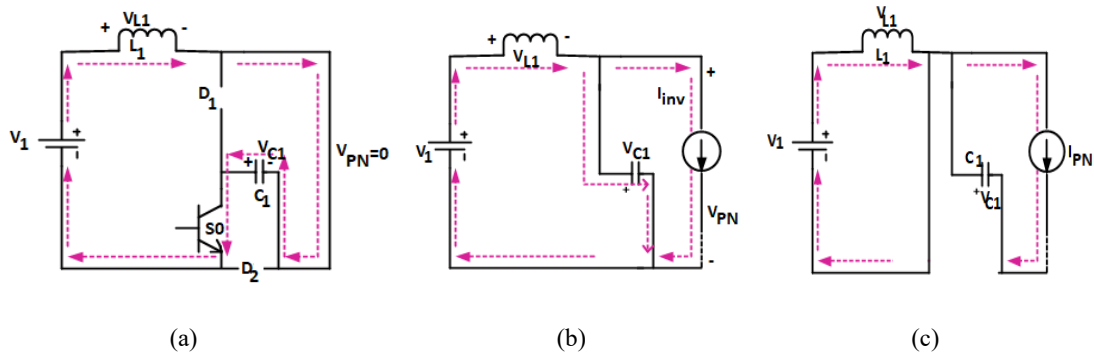 + VL1 -
L1
V1
+
-
D1
+ VC1 -
C1
VPN=0
S0
D2
(a)
+ -
VL1
V1
+
-
Iinv
+
VC1
+
VPN
-
(b)
VL1
L1
V1
+
-
C1
+
VC1
IPN
(c)